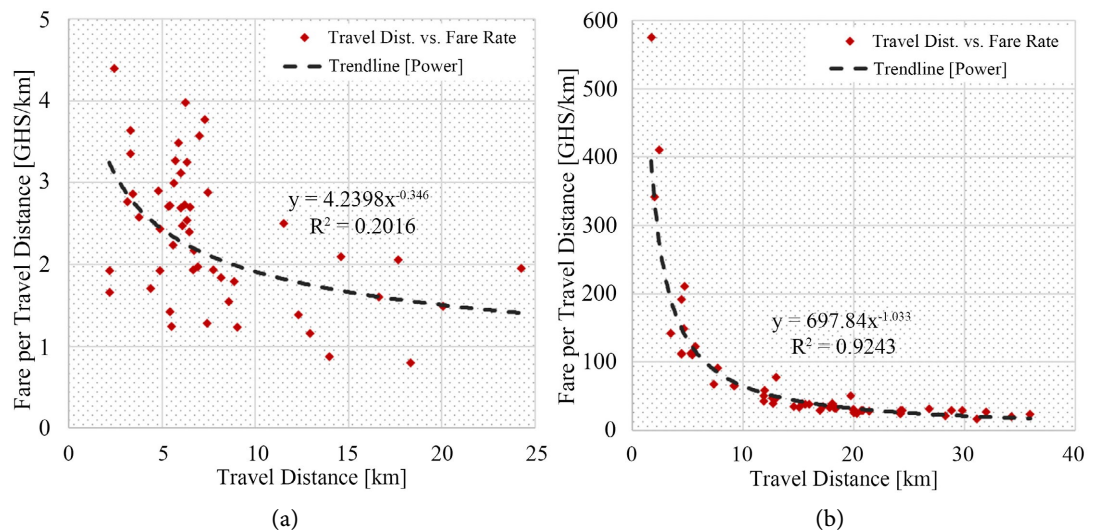 5
4
3
2
1
0
Fare per Travel Distance [GHS/km]
Travel Dist. vs. Fare Rate
Trendline [Power]
y = 4.2398x^-0.346
R² = 0.2016
0 5 10 15 20 25
Travel Distance [km]
(a)
600
500
400
300
200
100
0
Fare per Travel Distance [GHS/km]
Travel Dist. vs. Fare Rate
Trendline [Power]
y = 697.84x^-1.033
R² = 0.9243
0 10 20 30 40
Travel Distance [km]
(b)